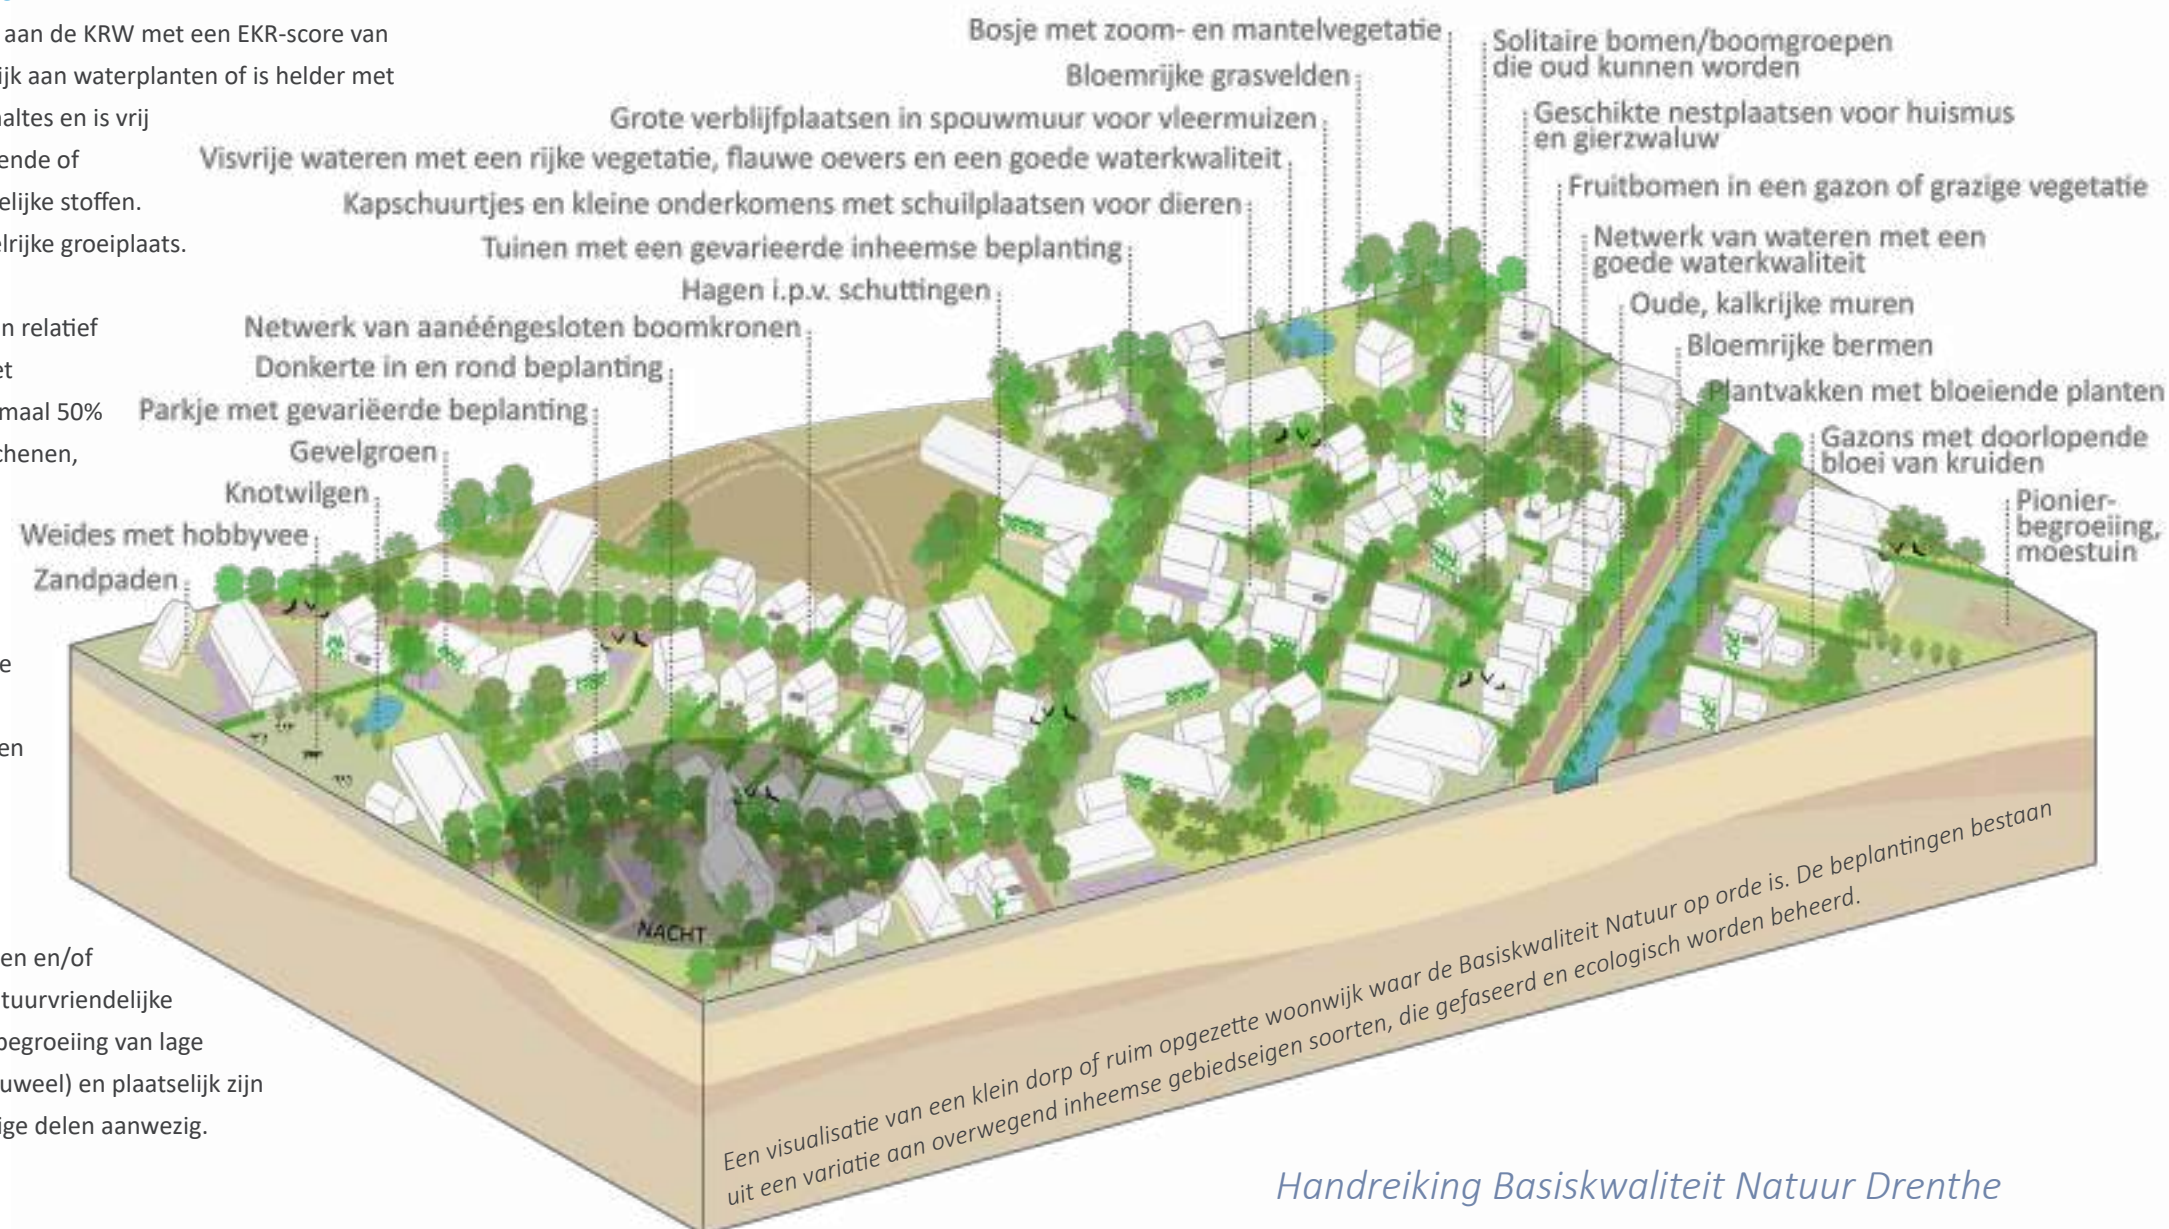 aan de KRW met een EKR-score van
ijk aan waterplanten of is helder met
altes en is vrij
ende of
elijke stoffen.
elrijke groeiplaats.
n relatief
et
maal 50%
chenen,
e
en
en en/of
tuurvriendelijke
begroeiing van lage
uweel) en plaatselijk zijn
ige delen aanwezig.
Bosje met zoom- en mantelvegetatie
Bloemrijke grasvelden
Grote verblijfplaatsen in spouwmuur voor vleermuizen
Visvrije wateren met een rijke vegetatie, flauwe oevers en een goede waterkwaliteit
Kapschuurtjes en kleine onderkomens met schuilplaatsen voor dieren
Tuinen met een gevarieerde inheemse beplanting
Hagen i.p.v. schuttingen
Netwerk van aanééngesloten boomkronen
Donkerte in en rond beplanting
Parkje met gevariëerde beplanting
Gevelgroen
Knotwilgen
Weides met hobbyvee
Zandpaden
Solitaire bomen/boomgroepen
die oud kunnen worden
Geschikte nestplaatsen voor huismus
en gierzwaluw
Fruitbomen in een gazon of grazige vegetatie
Netwerk van wateren met een
goede waterkwaliteit
Oude, kalkrijke muren
Bloemrijke bermen
Plantvakken met bloeiende planten
Gazons met doorlopende
bloei van kruiden
Pionier-
begroeiing,
moestuin
NACHT
Een visualisatie van een klein dorp of ruim opgezette woonwijk waar de Basiskwaliteit Natuur op orde is. De beplantingen bestaan
uit een variatie aan overwegend inheemse gebiedseigen soorten, die gefaseerd en ecologisch worden beheerd.
Handreiking Basiskwaliteit Natuur Drenthe